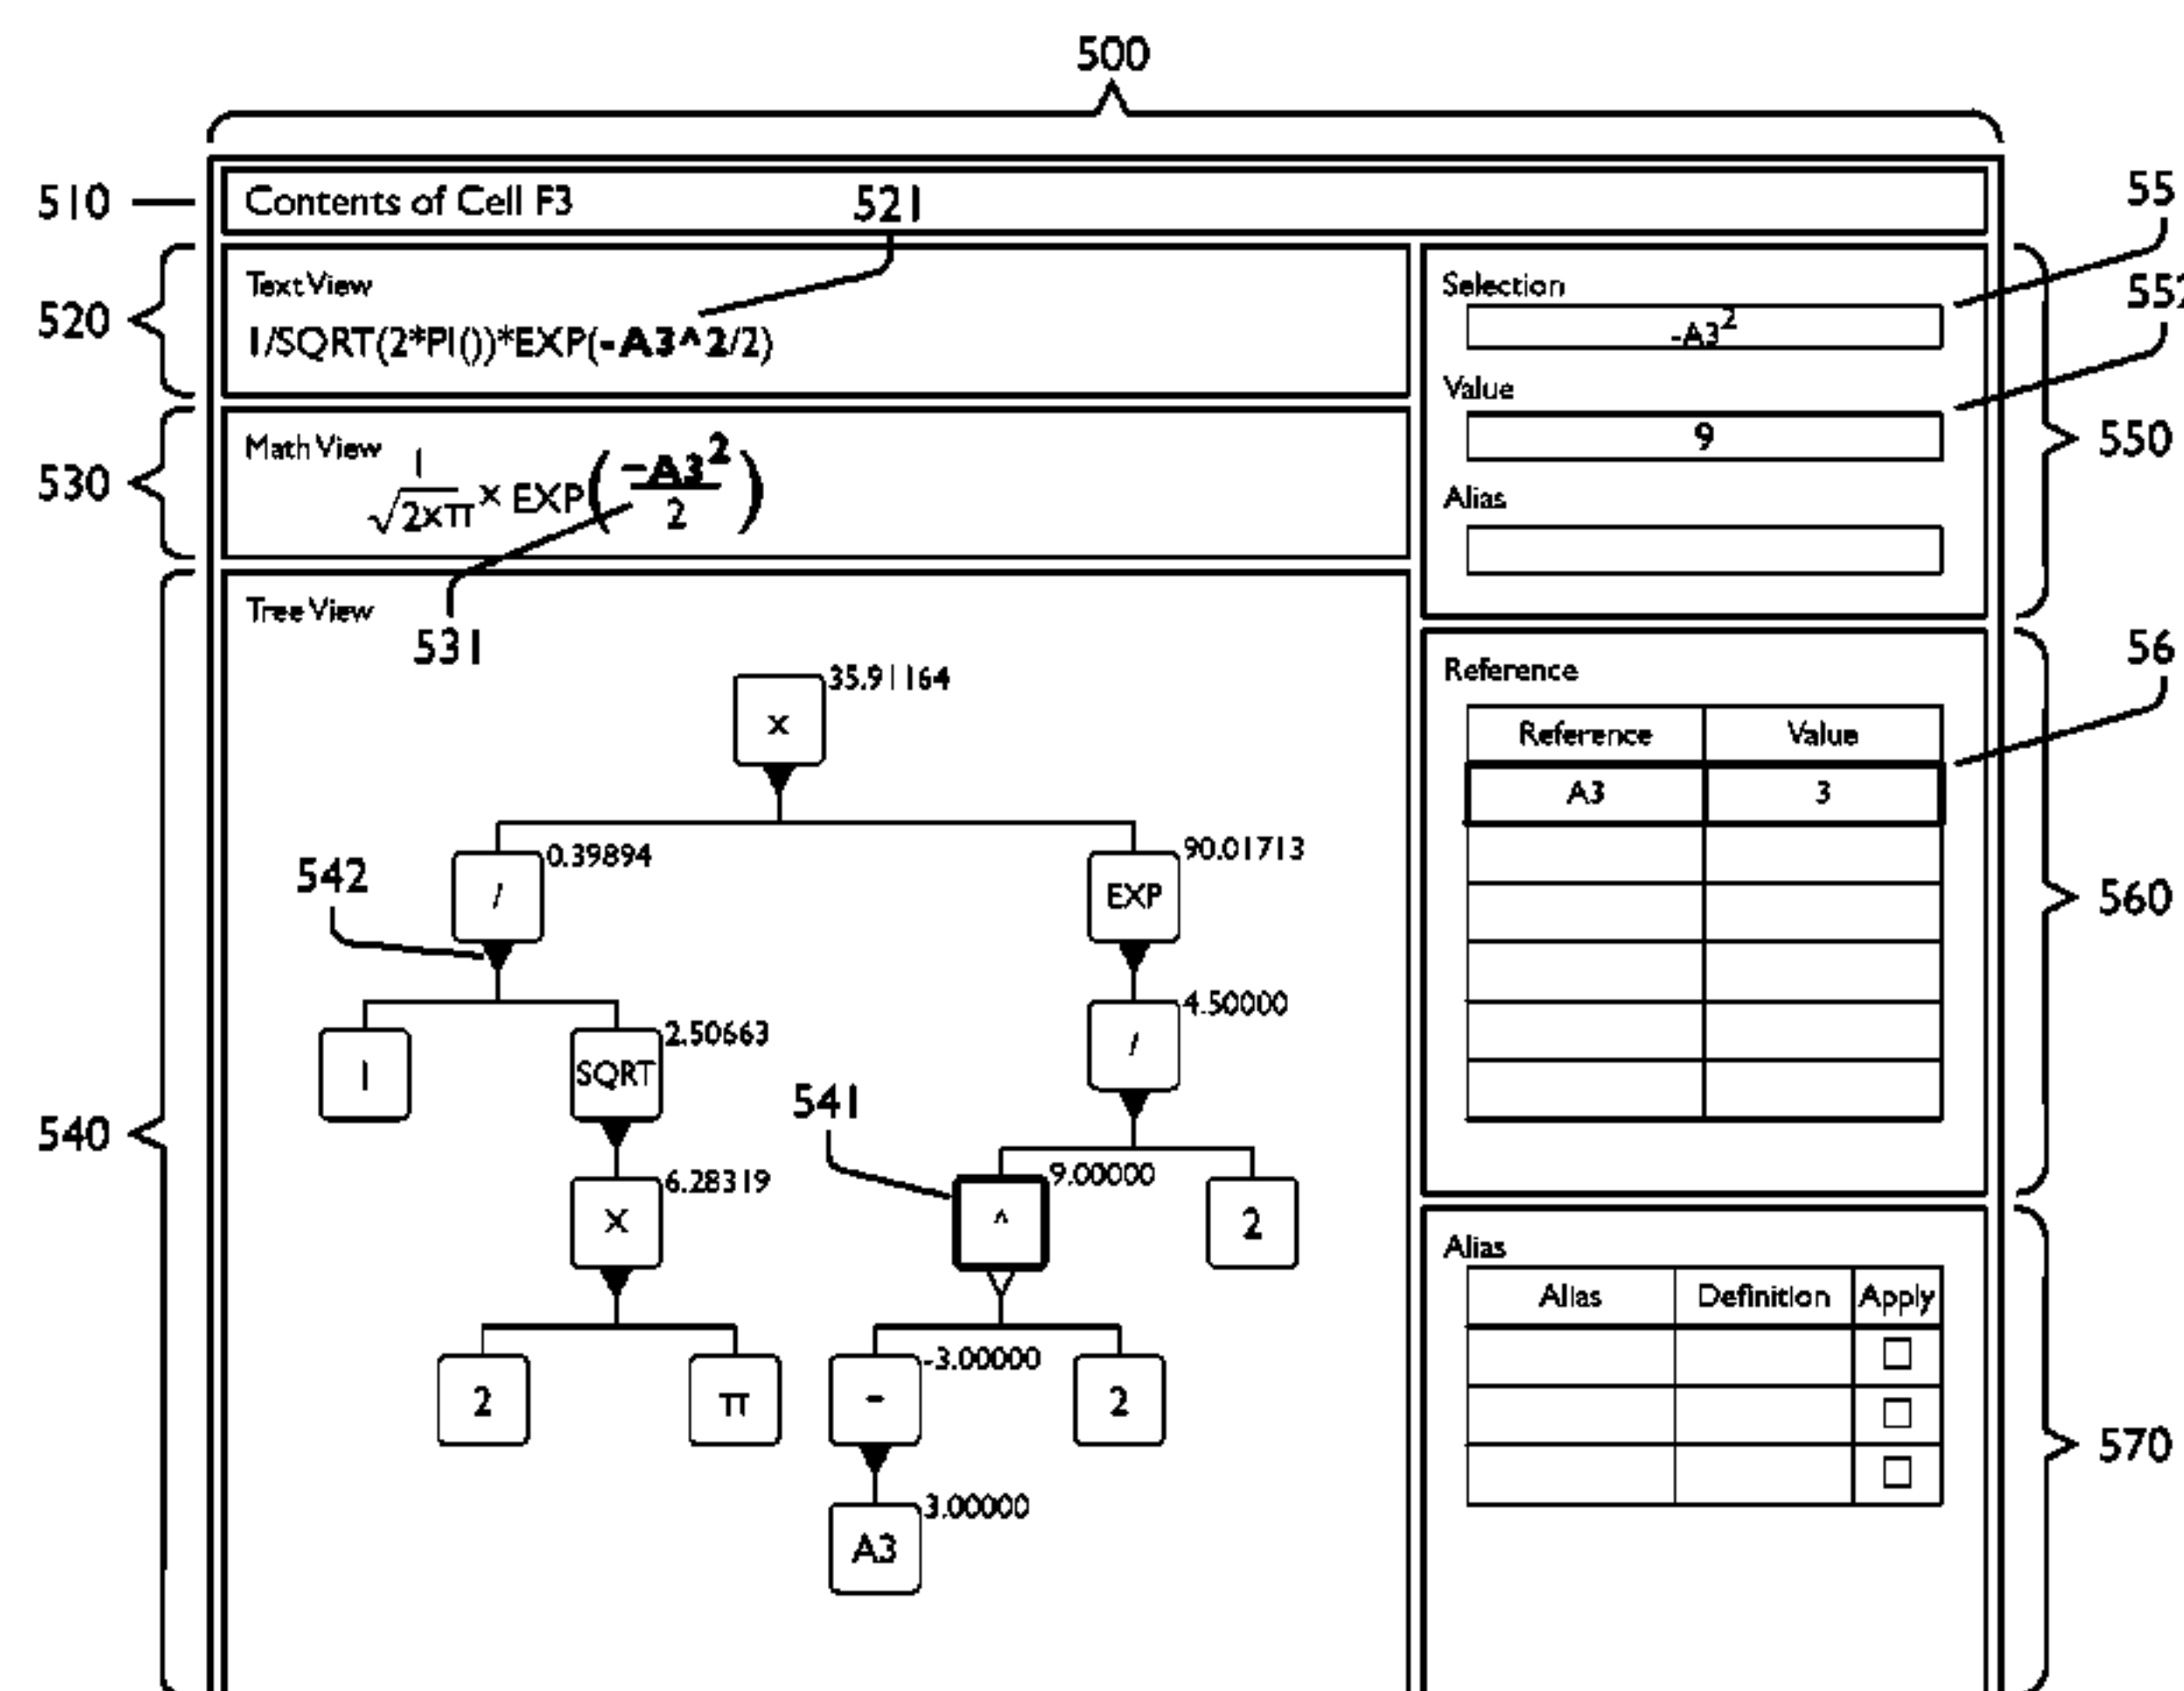 500
510
Contents of Cell F3
521
520
Text View
1/SQRT(2*PI())*EXP(-A3^2/2)
530
Math View
1
√2xπ x EXP(-A3²
2)
531
55
Selection
-A3²
552
Value
9
550
Alias
540
Tree View
x
35.91164
/
0.39894
542
EXP
90.01713
1
SQRT
2.50663
/
4.50000
541
x
6.28319
^
9.00000
2
2
π
-
-3.00000
2
A3
3.00000
56
Reference
Reference Value
A3 3
560
Alias
Alias Definition Apply
570